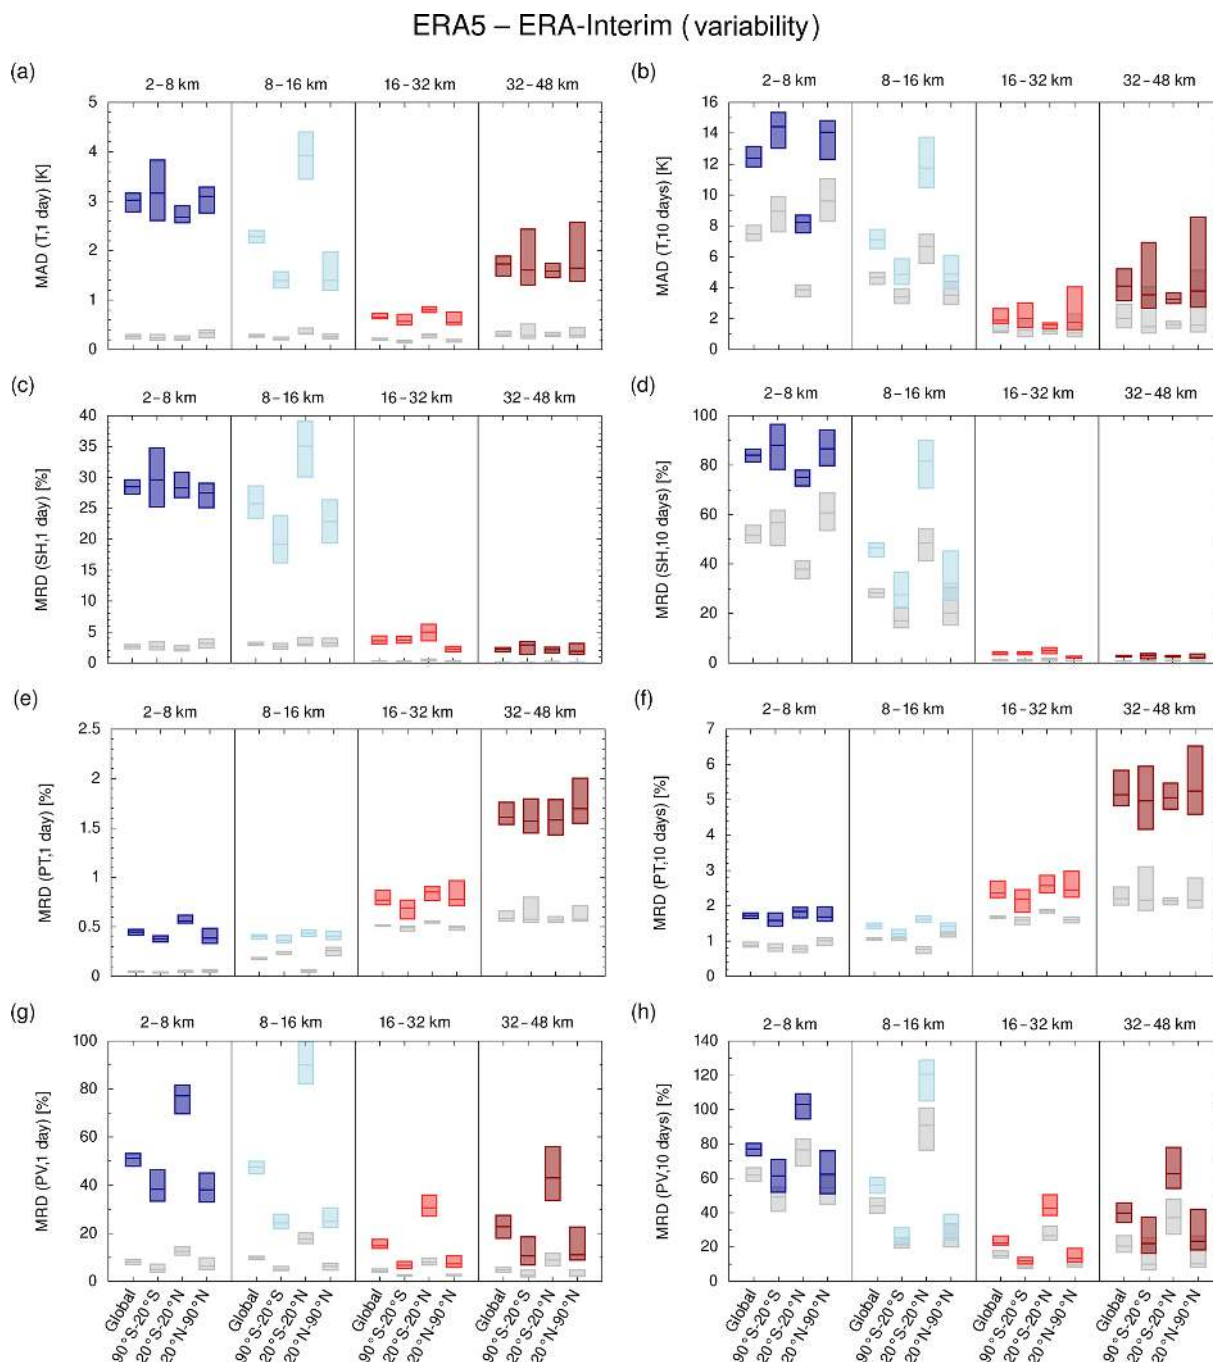 ERA5 – ERA-Interim (variability)
(a)
2–8 km 8–16 km 16–32 km 32–48 km
MAD (T,1 day) [K]
5
4
3
2
1
0
(b)
2–8 km 8–16 km 16–32 km 32–48 km
MAD (T,10 days) [K]
16
14
12
10
8
6
4
2
0
(c)
2–8 km 8–16 km 16–32 km 32–48 km
MRD (SH,1 day) [%]
40
35
30
25
20
15
10
5
0
(d)
2–8 km 8–16 km 16–32 km 32–48 km
MRD (SH,10 days) [%]
100
80
60
40
20
0
(e)
2–8 km 8–16 km 16–32 km 32–48 km
MRD (PT,1 day) [%]
2.5
2
1.5
1
0.5
0
(f)
2–8 km 8–16 km 16–32 km 32–48 km
MRD (PT,10 days) [%]
7
6
5
4
3
2
1
0
(g)
2–8 km 8–16 km 16–32 km 32–48 km
MRD (PV,1 day) [%]
100
80
60
40
20
0
Global 90°S-20°S 20°S-20°N 20°N-90°N Global 90°S-20°S 20°S-20°N 20°N-90°N Global 90°S-20°S 20°S-20°N 20°N-90°N Global 90°S-20°S 20°S-20°N 20°N-90°N
(h)
2–8 km 8–16 km 16–32 km 32–48 km
MRD (PV,10 days) [%]
140
120
100
80
60
40
20
0
Global 90°S-20°S 20°S-20°N 20°N-90°N Global 90°S-20°S 20°S-20°N 20°N-90°N Global 90°S-20°S 20°S-20°N 20°N-90°N Global 90°S-20°S 20°S-20°N 20°N-90°N